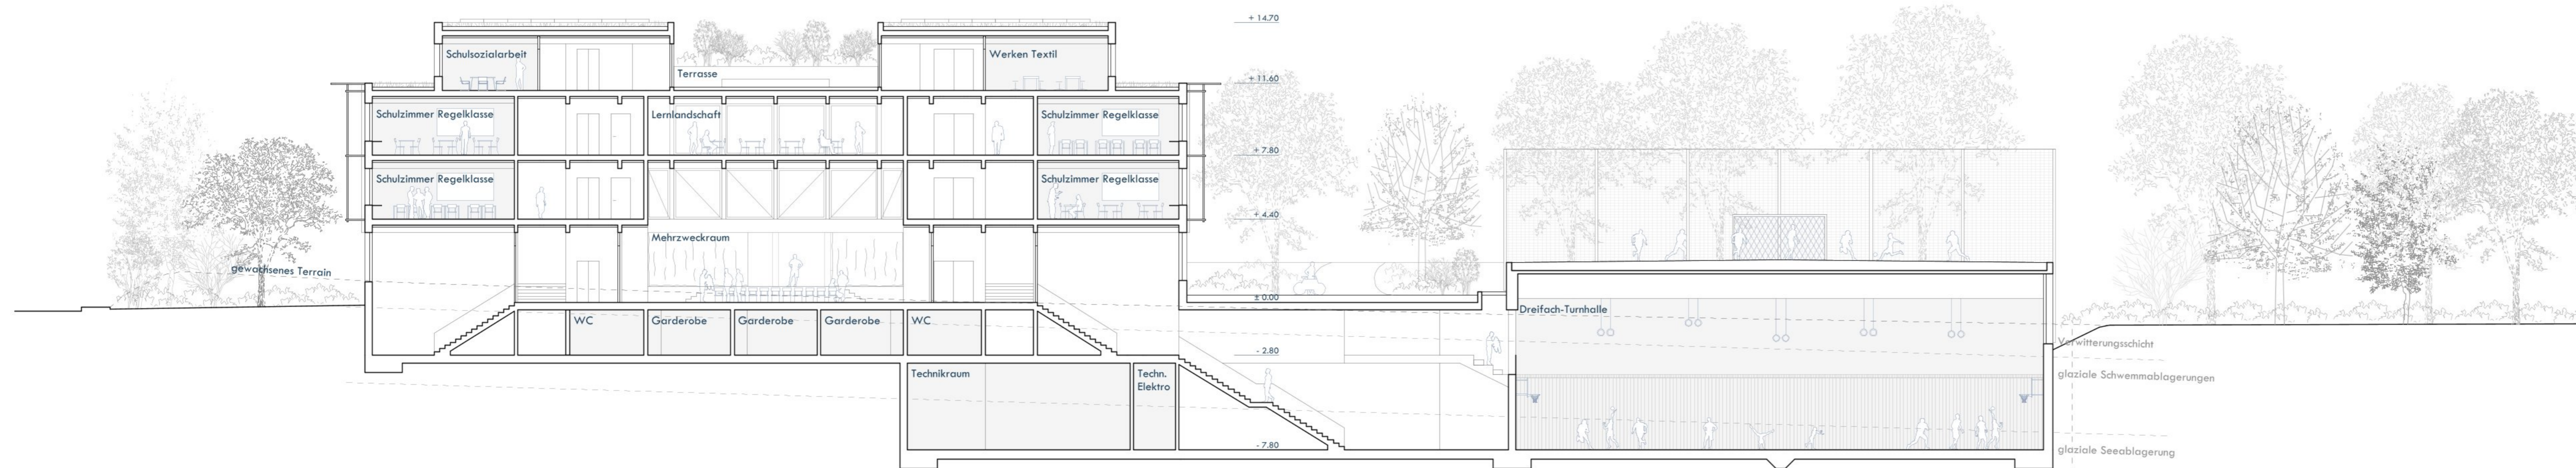 + 14.70
Schulsozialarbeit
Werken Textil
Terrasse
+ 11.60
Schulzimmer Regelklasse
Lernlandschaft
Schulzimmer Regelklasse
+ 7.80
Schulzimmer Regelklasse
Schulzimmer Regelklasse
+ 4.40
Mehrzweckraum
gewachsenes Terrain
± 0.00
Dreifach-Turnhalle
WC
Garderobe
Garderobe
Garderobe
WC
Verwitterungsschicht
- 2.80
Technikraum
Techn.
Elektro
glaziale Schwemmablagerungen
- 7.80
glaziale Seeablagerung